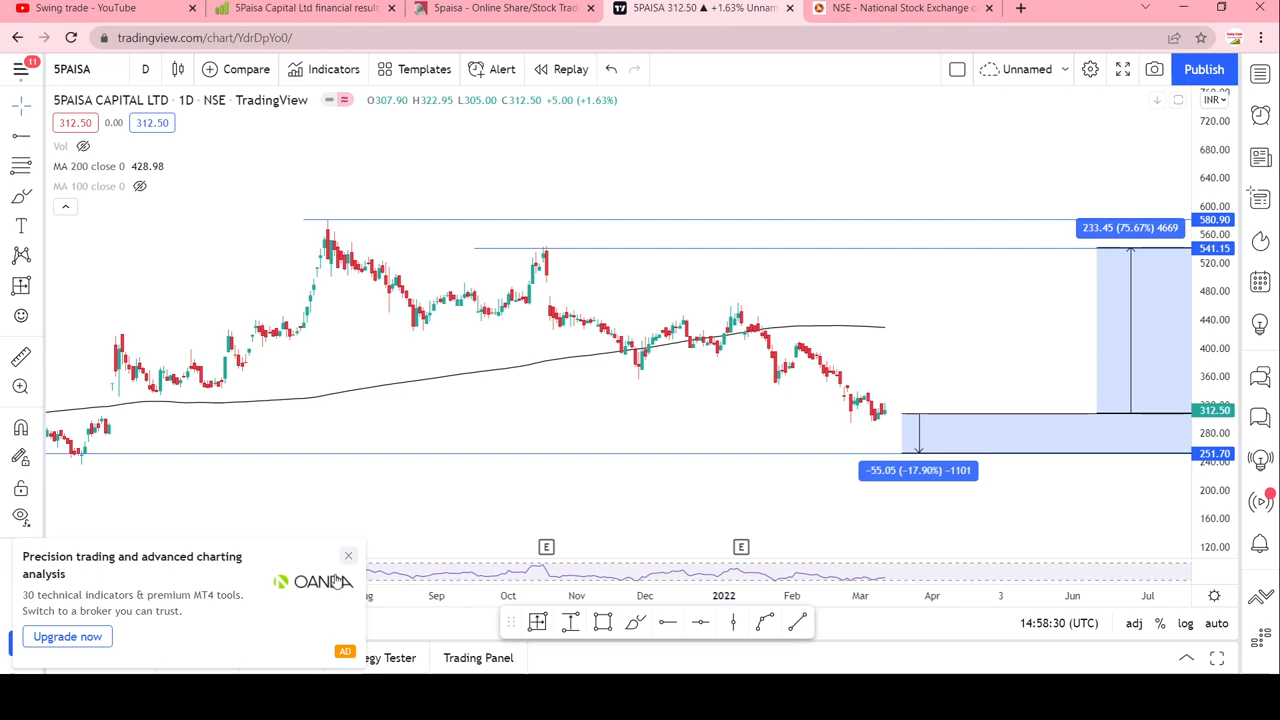 Swing trade - YouTube
5Paisa Capital Ltd financial result
5paisa - Online Share/Stock Trad
5PAISA 312.50 ▲ +1.63% Unnam
NSE - National Stock Exchange o
tradingview.com/chart/YdrDpYo0/
11
5PAISA
D
Compare
Indicators
Templates
Alert
Replay
Unnamed
Publish
5PAISA CAPITAL LTD · 1D · NSE · TradingView
O307.90 H322.95 L305.00 C312.50 +5.00 (+1.63%)
INR
312.50
0.00
312.50
Vol
MA 200 close 0 428.98
MA 100 close 0
720.00
680.00
640.00
600.00
580.90
560.00
541.15
520.00
480.00
440.00
400.00
360.00
312.50
280.00
251.70
240.00
200.00
160.00
120.00
233.45 (75.67%) 4669
−55.05 (−17.90%) −1101
E
E
Precision trading and advanced charting
analysis
OANDA
30 technical indicators & premium MT4 tools.
Switch to a broker you can trust.
Upgrade now
AD
Sep
Oct
Nov
Dec
2022
Feb
Mar
Apr
3
Jun
Jul
14:58:30 (UTC)
adj
%
log
auto
Tester
Trading Panel